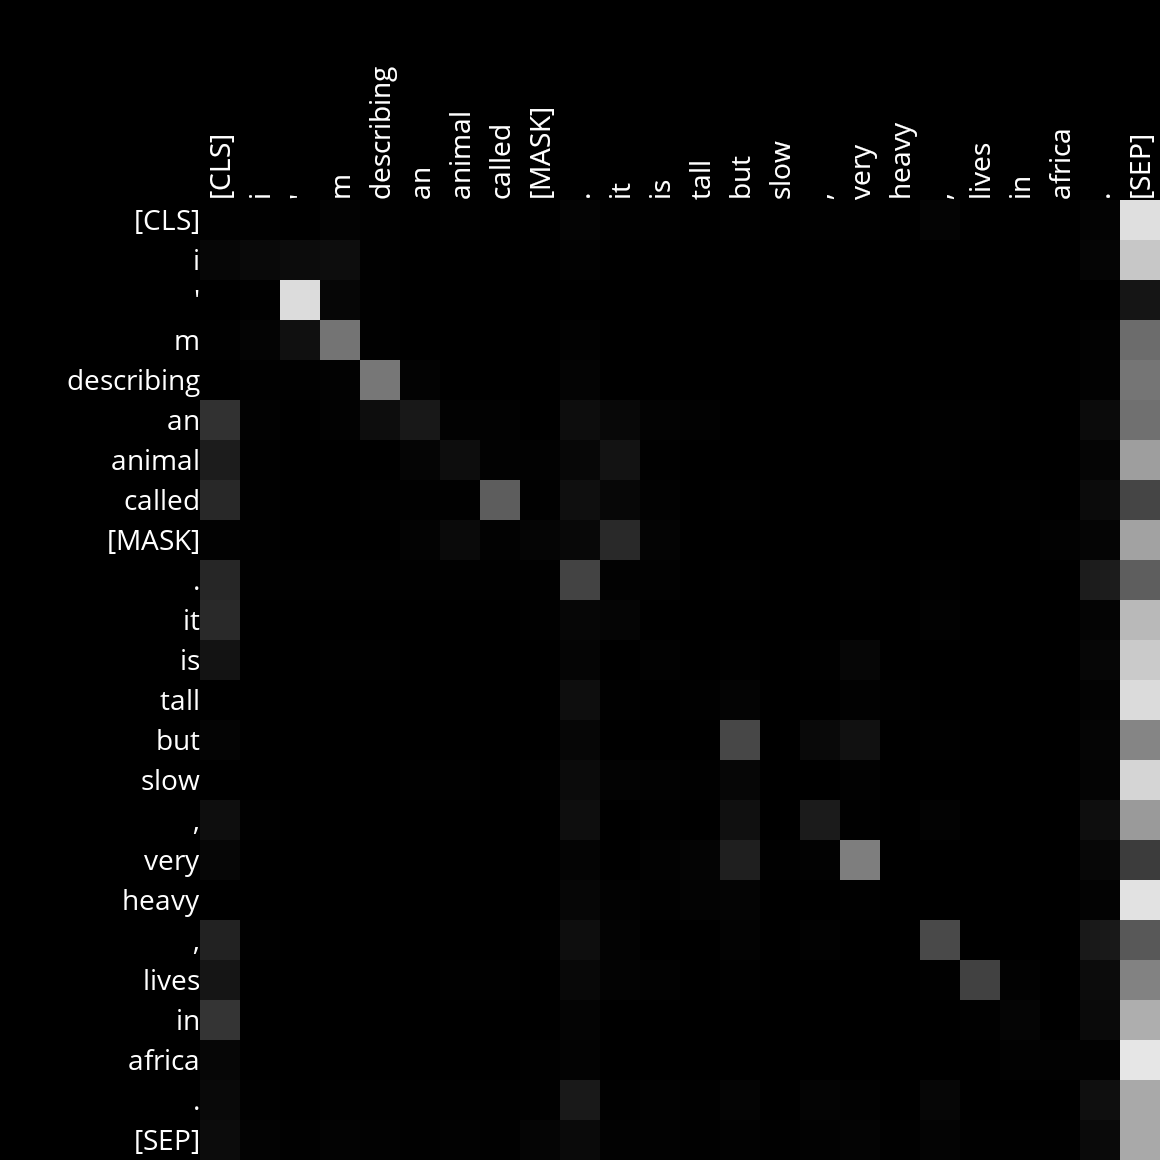 [CLS] i ' m describing an animal called [MASK] . it is tall but slow , very heavy , lives in africa . [SEP]
[CLS]
i
'
m
describing
an
animal
called
[MASK]
.
it
is
tall
but
slow
,
very
heavy
,
lives
in
africa
.
[SEP]